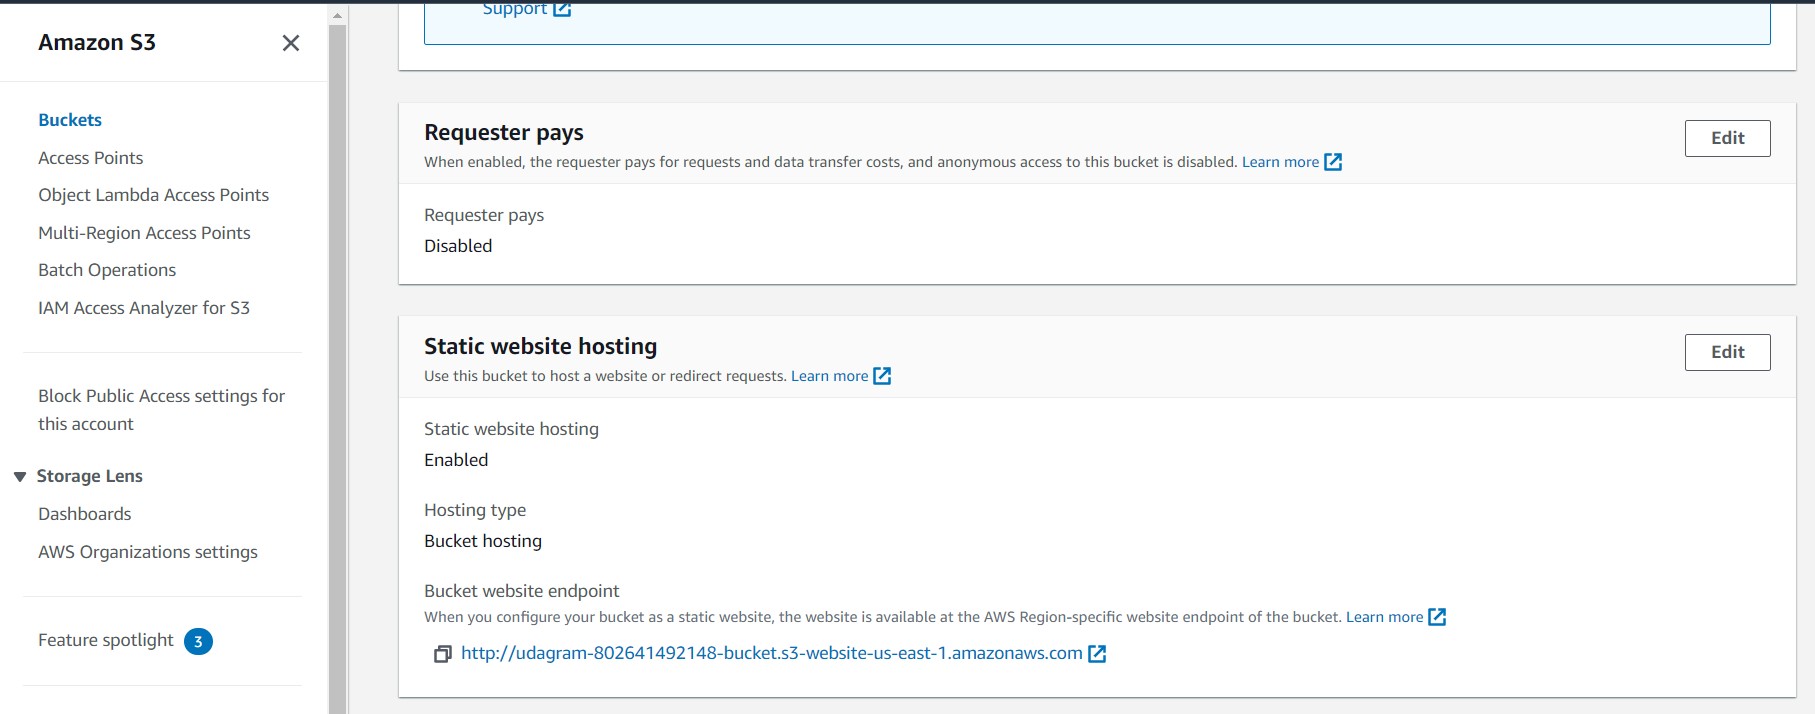 Support
Amazon S3
Buckets
Access Points
Object Lambda Access Points
Multi-Region Access Points
Batch Operations
IAM Access Analyzer for S3
Block Public Access settings for
this account
Storage Lens
Dashboards
AWS Organizations settings
Feature spotlight 3
Requester pays
Edit
When enabled, the requester pays for requests and data transfer costs, and anonymous access to this bucket is disabled. Learn more
Requester pays
Disabled
Static website hosting
Edit
Use this bucket to host a website or redirect requests. Learn more
Static website hosting
Enabled
Hosting type
Bucket hosting
Bucket website endpoint
When you configure your bucket as a static website, the website is available at the AWS Region-specific website endpoint of the bucket. Learn more
http://udagram-802641492148-bucket.s3-website-us-east-1.amazonaws.com